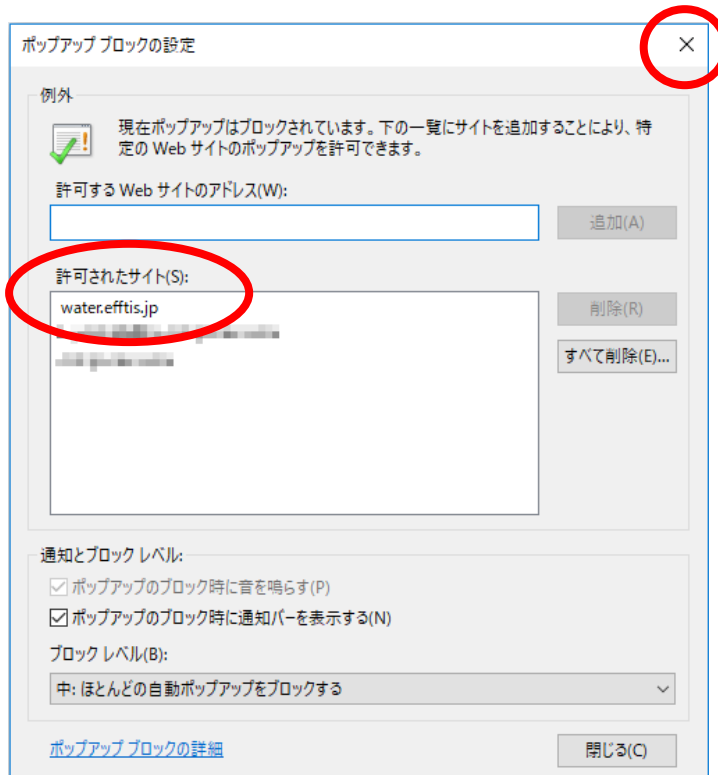 ポップアップ ブロックの設定
例外
現在ポップアップはブロックされています。下の一覧にサイトを追加することにより、特
定の Web サイトのポップアップを許可できます。
許可する Web サイトのアドレス(W):
追加(A)
許可されたサイト(S):
water.efftis.jp
削除(R)
すべて削除(E)...
通知とブロック レベル:
ポップアップのブロック時に音を鳴らす(P)
ポップアップのブロック時に通知バーを表示する(N)
ブロック レベル(B):
中: ほとんどの自動ポップアップをブロックする
ポップアップ ブロックの詳細
閉じる(C)